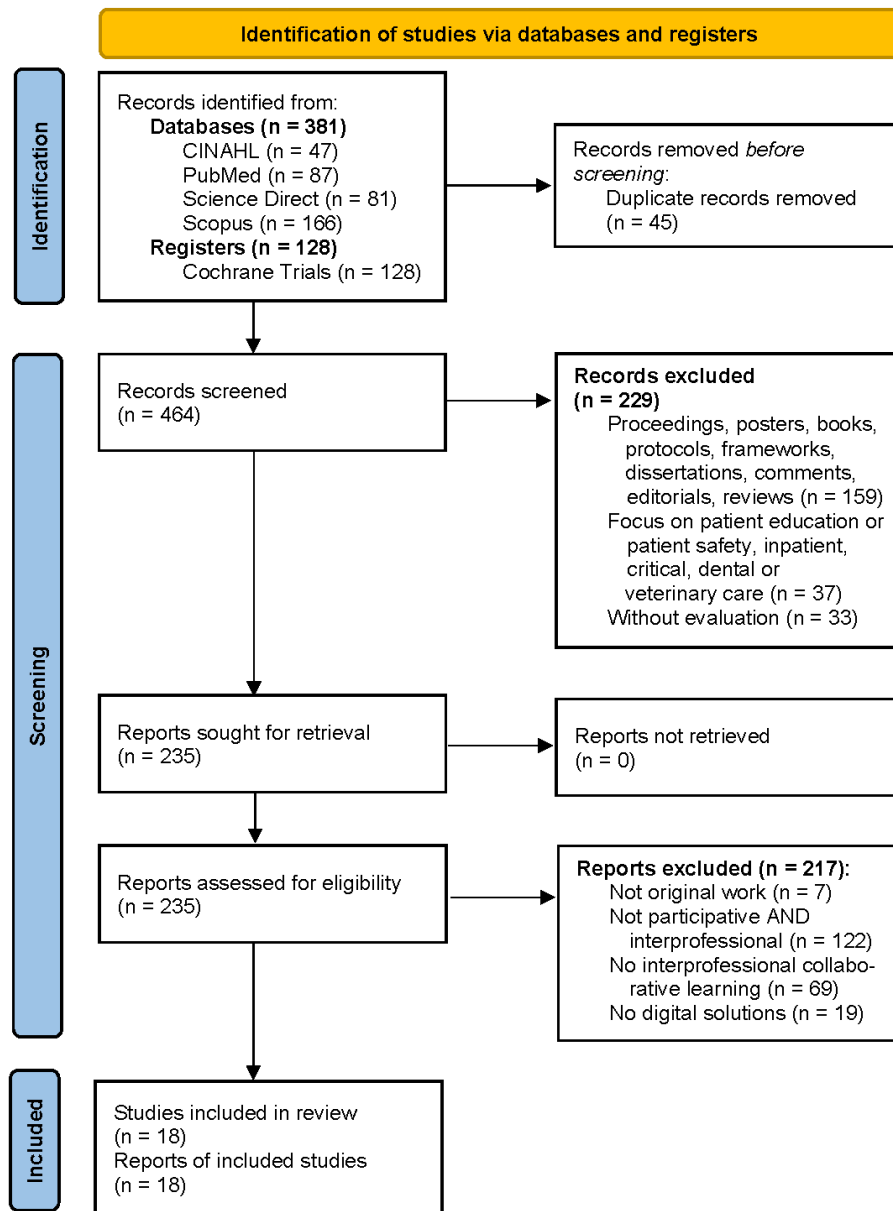 Identification of studies via databases and registers
Identification
Records identified from:
Databases (n = 381)
CINAHL (n = 47)
PubMed (n = 87)
Science Direct (n = 81)
Scopus (n = 166)
Registers (n = 128)
Cochrane Trials (n = 128)
Records removed before
screening:
Duplicate records removed
(n = 45)
Screening
Records screened
(n = 464)
Records excluded
(n = 229)
Proceedings, posters, books,
protocols, frameworks,
dissertations, comments,
editorials, reviews (n = 159)
Focus on patient education or
patient safety, inpatient,
critical, dental or
veterinary care (n = 37)
Without evaluation (n = 33)
Reports sought for retrieval
(n = 235)
Reports not retrieved
(n = 0)
Reports assessed for eligibility
(n = 235)
Reports excluded (n = 217):
Not original work (n = 7)
Not participative AND
interprofessional (n = 122)
No interprofessional collabo-
rative learning (n = 69)
No digital solutions (n = 19)
Included
Studies included in review
(n = 18)
Reports of included studies
(n = 18)